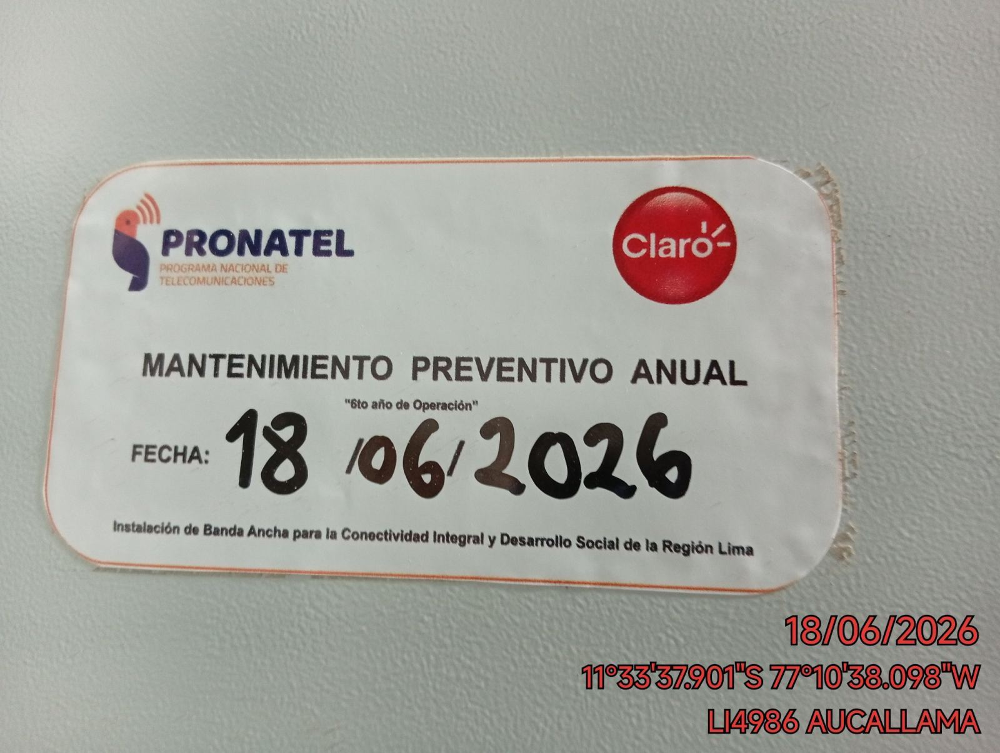 PRONATEL
PROGRAMA NACIONAL DE
TELECOMUNICACIONES
Claro
MANTENIMIENTO PREVENTIVO ANUAL
"6to año de Operación"
FECHA: 18/06/2026
Instalación de Banda Ancha para la Conectividad Integral y Desarrollo Social de la Región Lima
18/06/2026
11°33'37.901"S 77°10'38.098"W
LI4986 AUCALLAMA